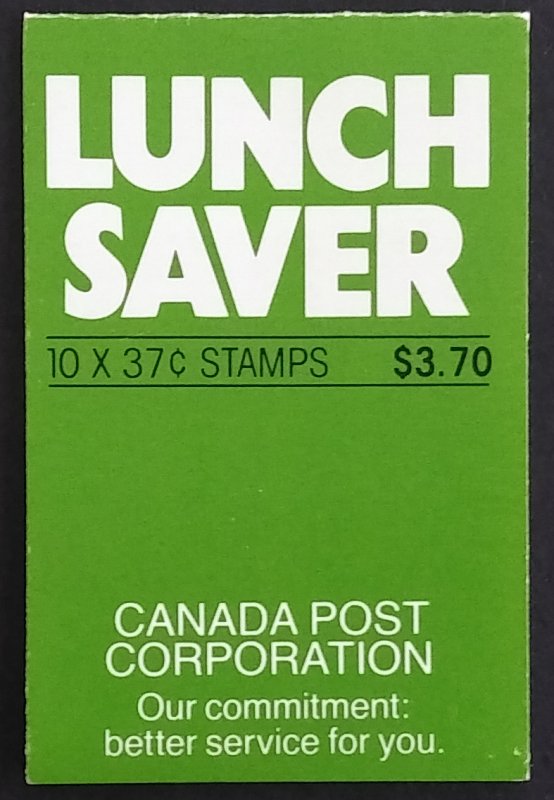 LUNCH
SAVER
10 X 37¢ STAMPS $3.70
CANADA POST
CORPORATION
Our commitment:
better service for you.